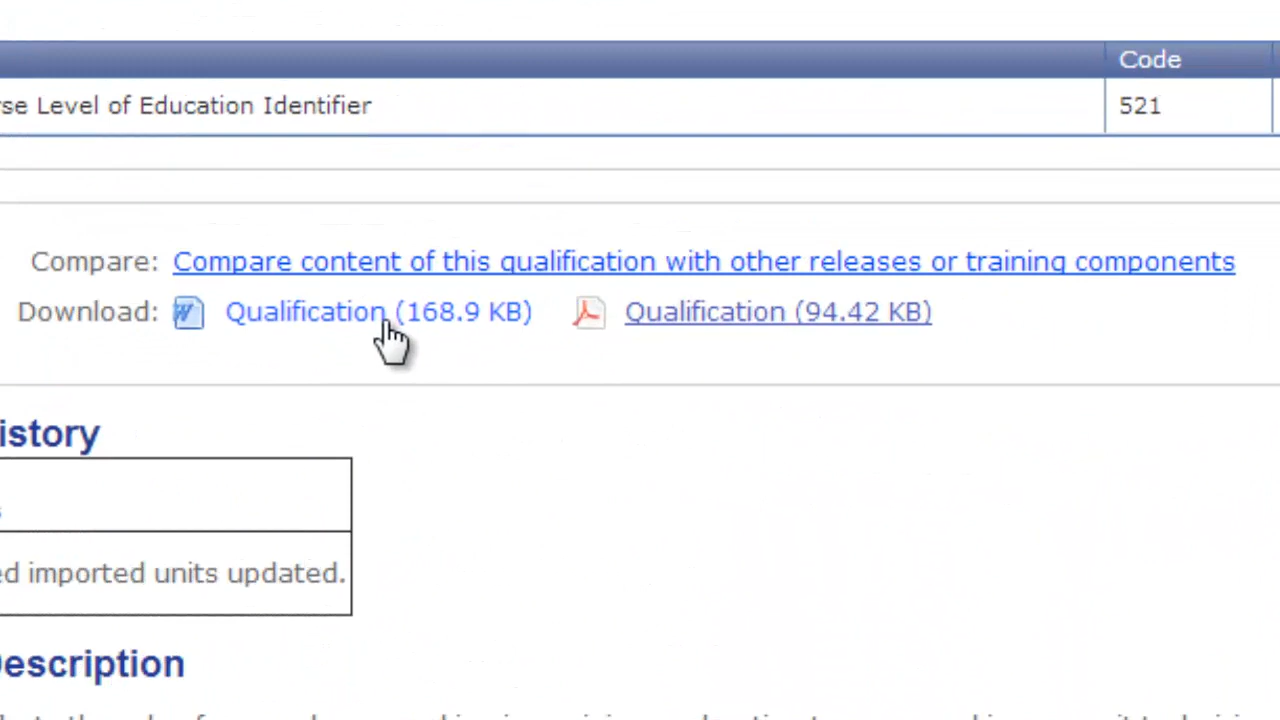 Code
se Level of Education Identifier 521
Compare: Compare content of this qualification with other releases or training components
Download: Qualification (168.9 KB) Qualification (94.42 KB)
istory
ed imported units updated.
Description